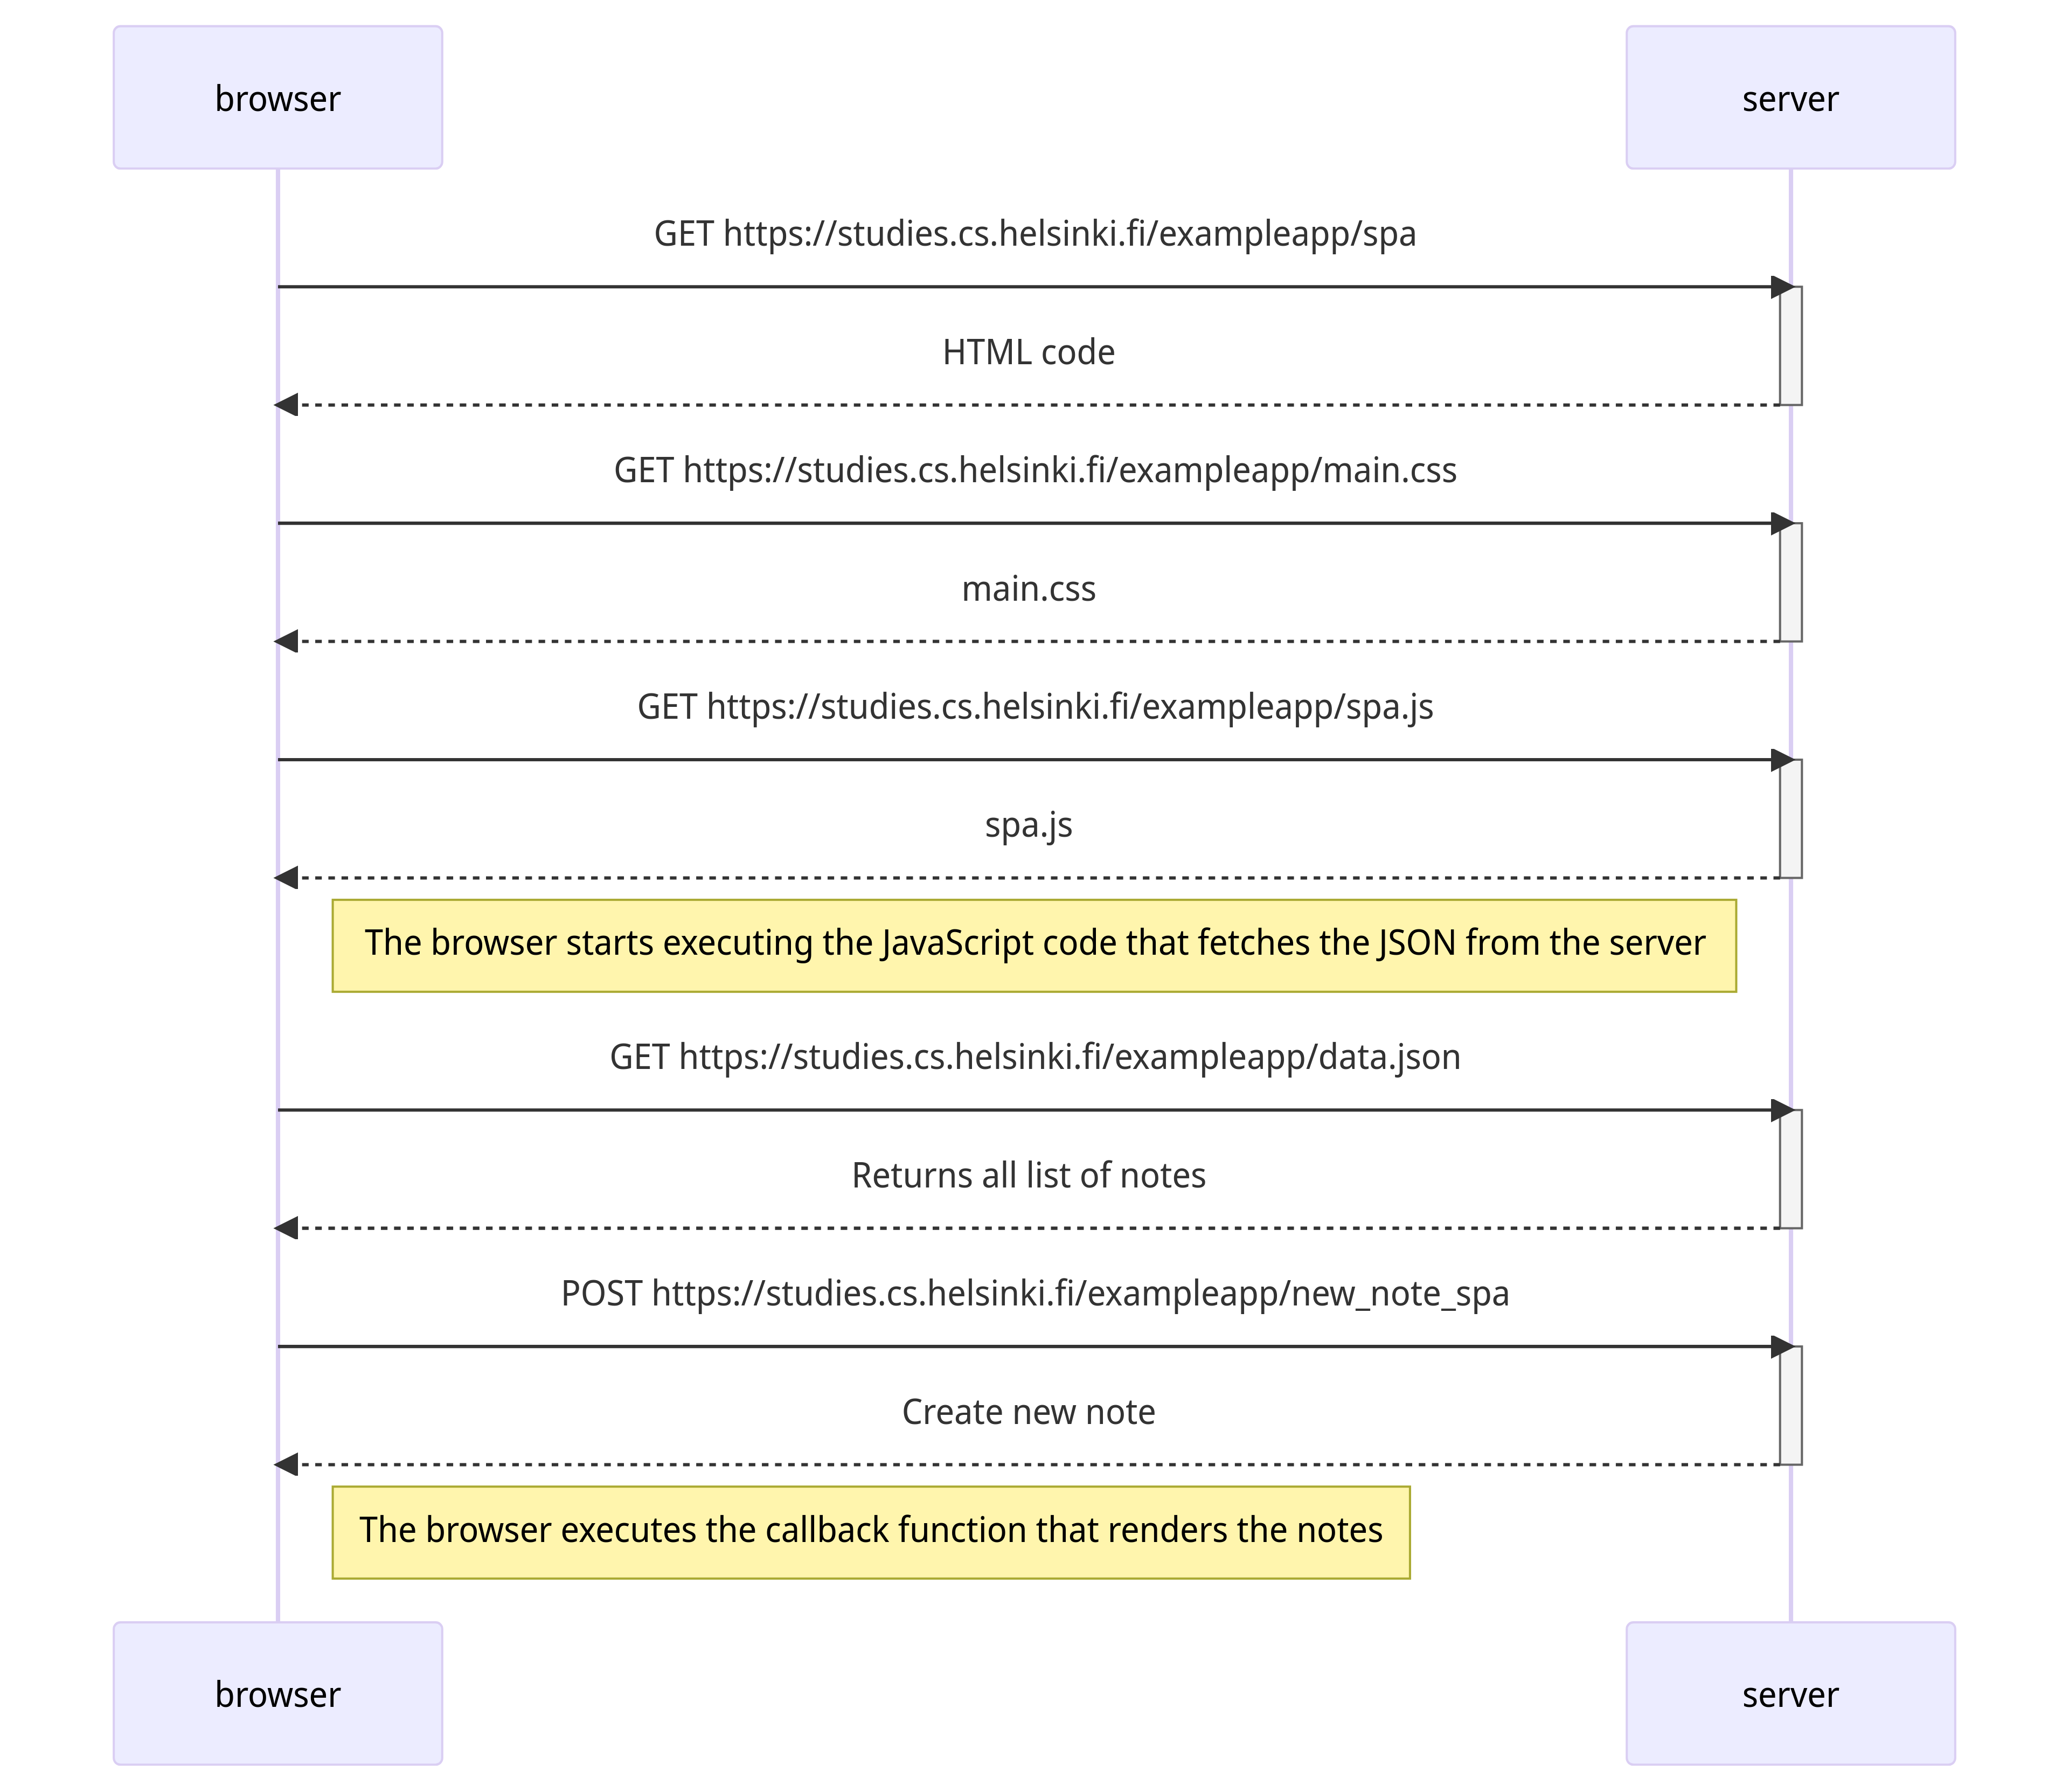 browser
server
GET https://studies.cs.helsinki.fi/exampleapp/spa
HTML code
GET https://studies.cs.helsinki.fi/exampleapp/main.css
main.css
GET https://studies.cs.helsinki.fi/exampleapp/spa.js
spa.js
The browser starts executing the JavaScript code that fetches the JSON from the server
GET https://studies.cs.helsinki.fi/exampleapp/data.json
Returns all list of notes
POST https://studies.cs.helsinki.fi/exampleapp/new_note_spa
Create new note
The browser executes the callback function that renders the notes
browser
server